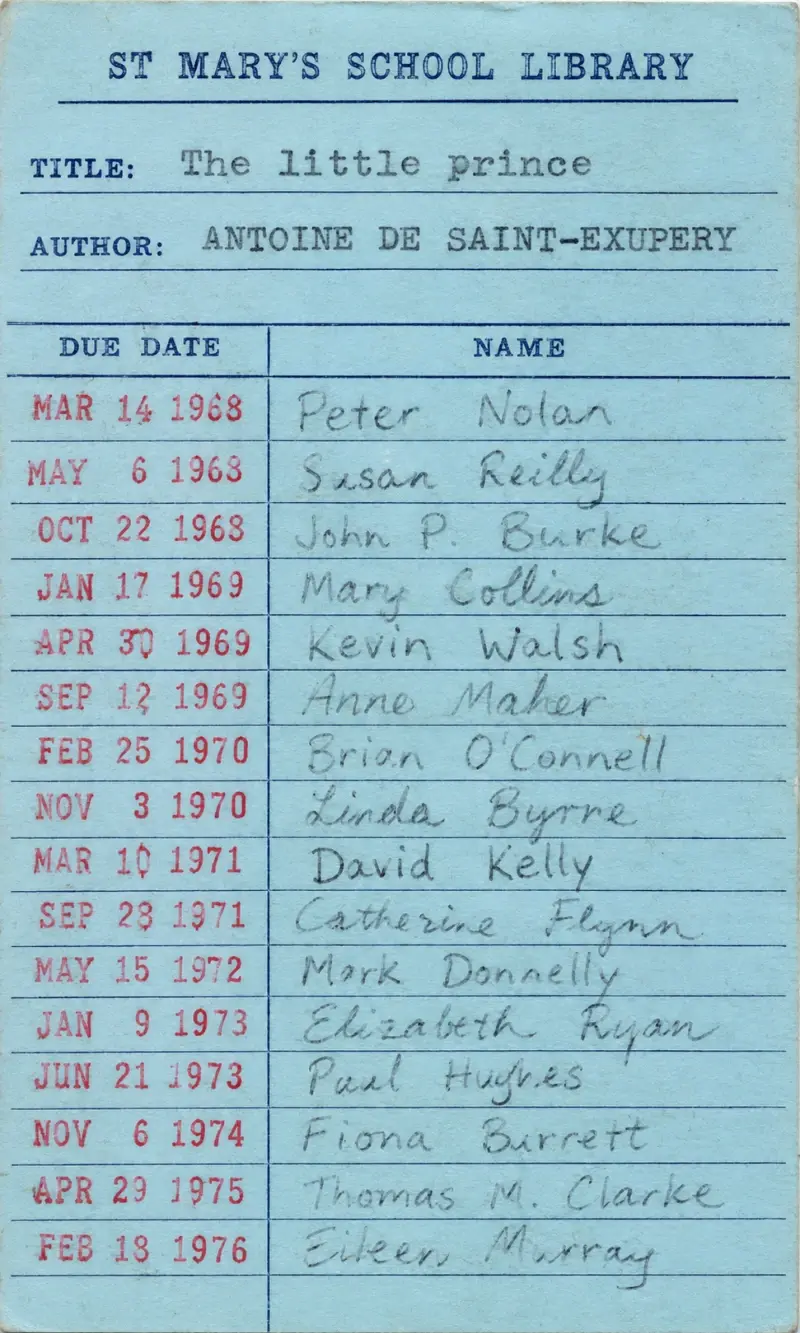 ST MARY'S SCHOOL LIBRARY
TITLE: The little prince
AUTHOR: ANTOINE DE SAINT-EXUPERY
DUE DATE NAME
MAR 14 1968 Peter Nolan
MAY 6 1968 Susan Reilly
OCT 22 1968 John P. Burke
JAN 17 1969 Mary Collins
APR 30 1969 Kevin Walsh
SEP 12 1969 Anne Maher
FEB 25 1970 Brian O'Connell
NOV 3 1970 Linda Byrne
MAR 10 1971 David Kelly
SEP 28 1971 Catherine Flynn
MAY 15 1972 Mark Donnelly
JAN 9 1973 Elizabeth Ryan
JUN 21 1973 Paul Hughes
NOV 6 1974 Fiona Burrett
APR 29 1975 Thomas M. Clarke
FEB 18 1976 Eileen Murray